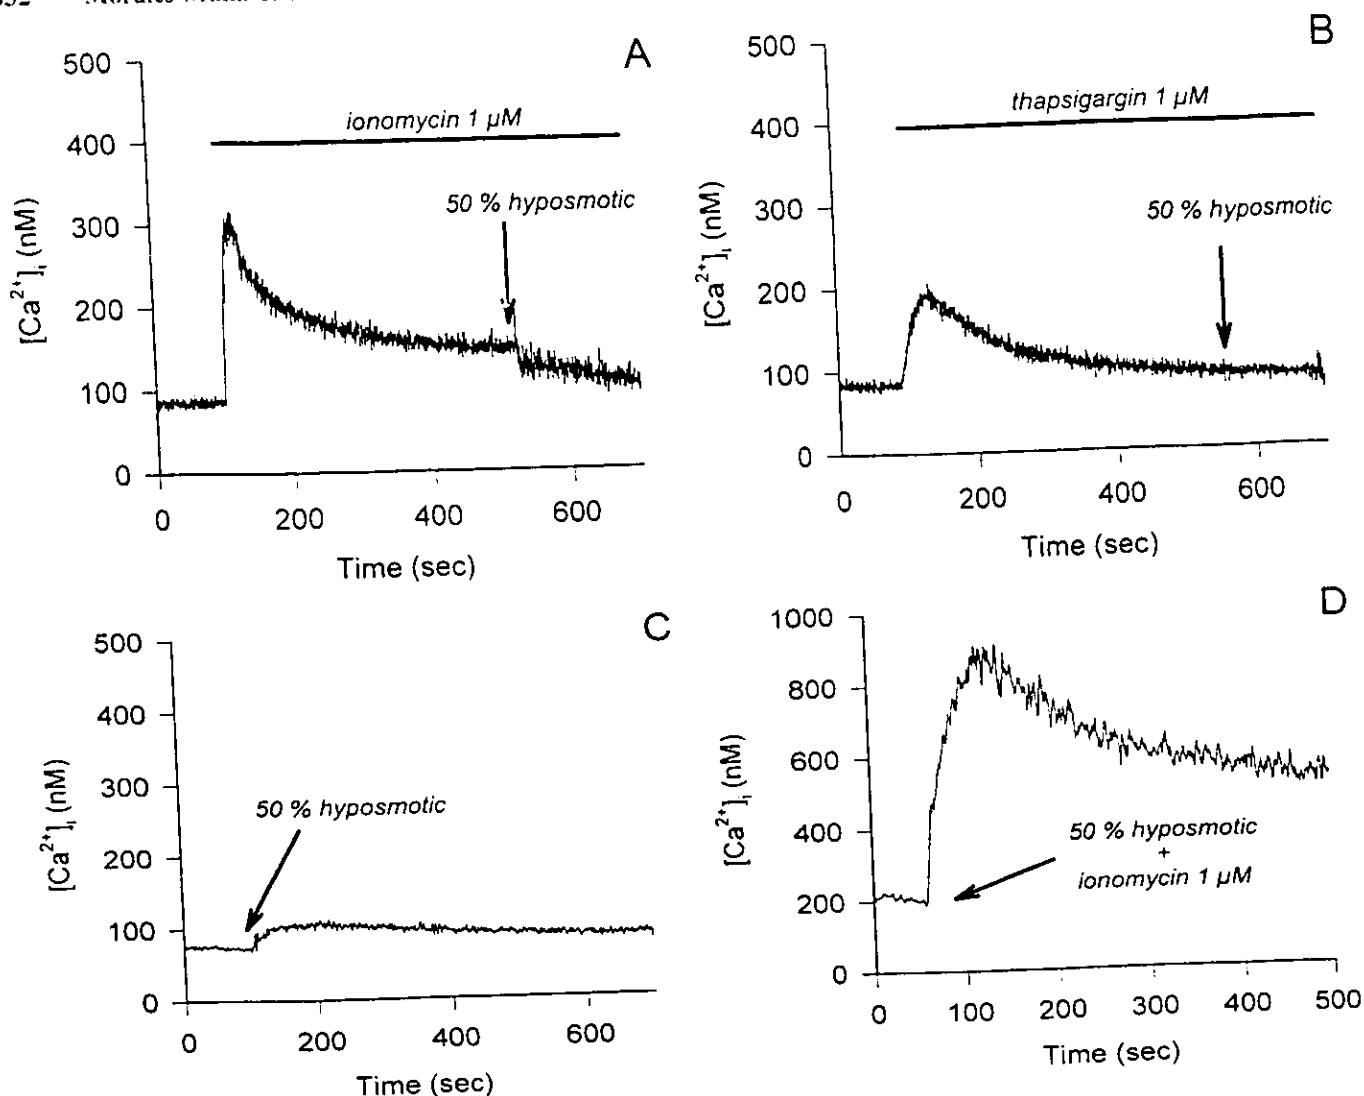 A
500
400
300
200
100
0
[Ca²⁺]ᵢ (nM)
ionomycin 1 µM
50 % hyposmotic
0 200 400 600
Time (sec)
B
500
400
300
200
100
0
[Ca²⁺]ᵢ (nM)
thapsigargin 1 µM
50 % hyposmotic
0 200 400 600
Time (sec)
C
500
400
300
200
100
0
[Ca²⁺]ᵢ (nM)
50 % hyposmotic
0 200 400 600
Time (sec)
D
1000
800
600
400
200
0
[Ca²⁺]ᵢ (nM)
50 % hyposmotic
+
ionomycin 1 µM
0 100 200 300 400 500
Time (sec)